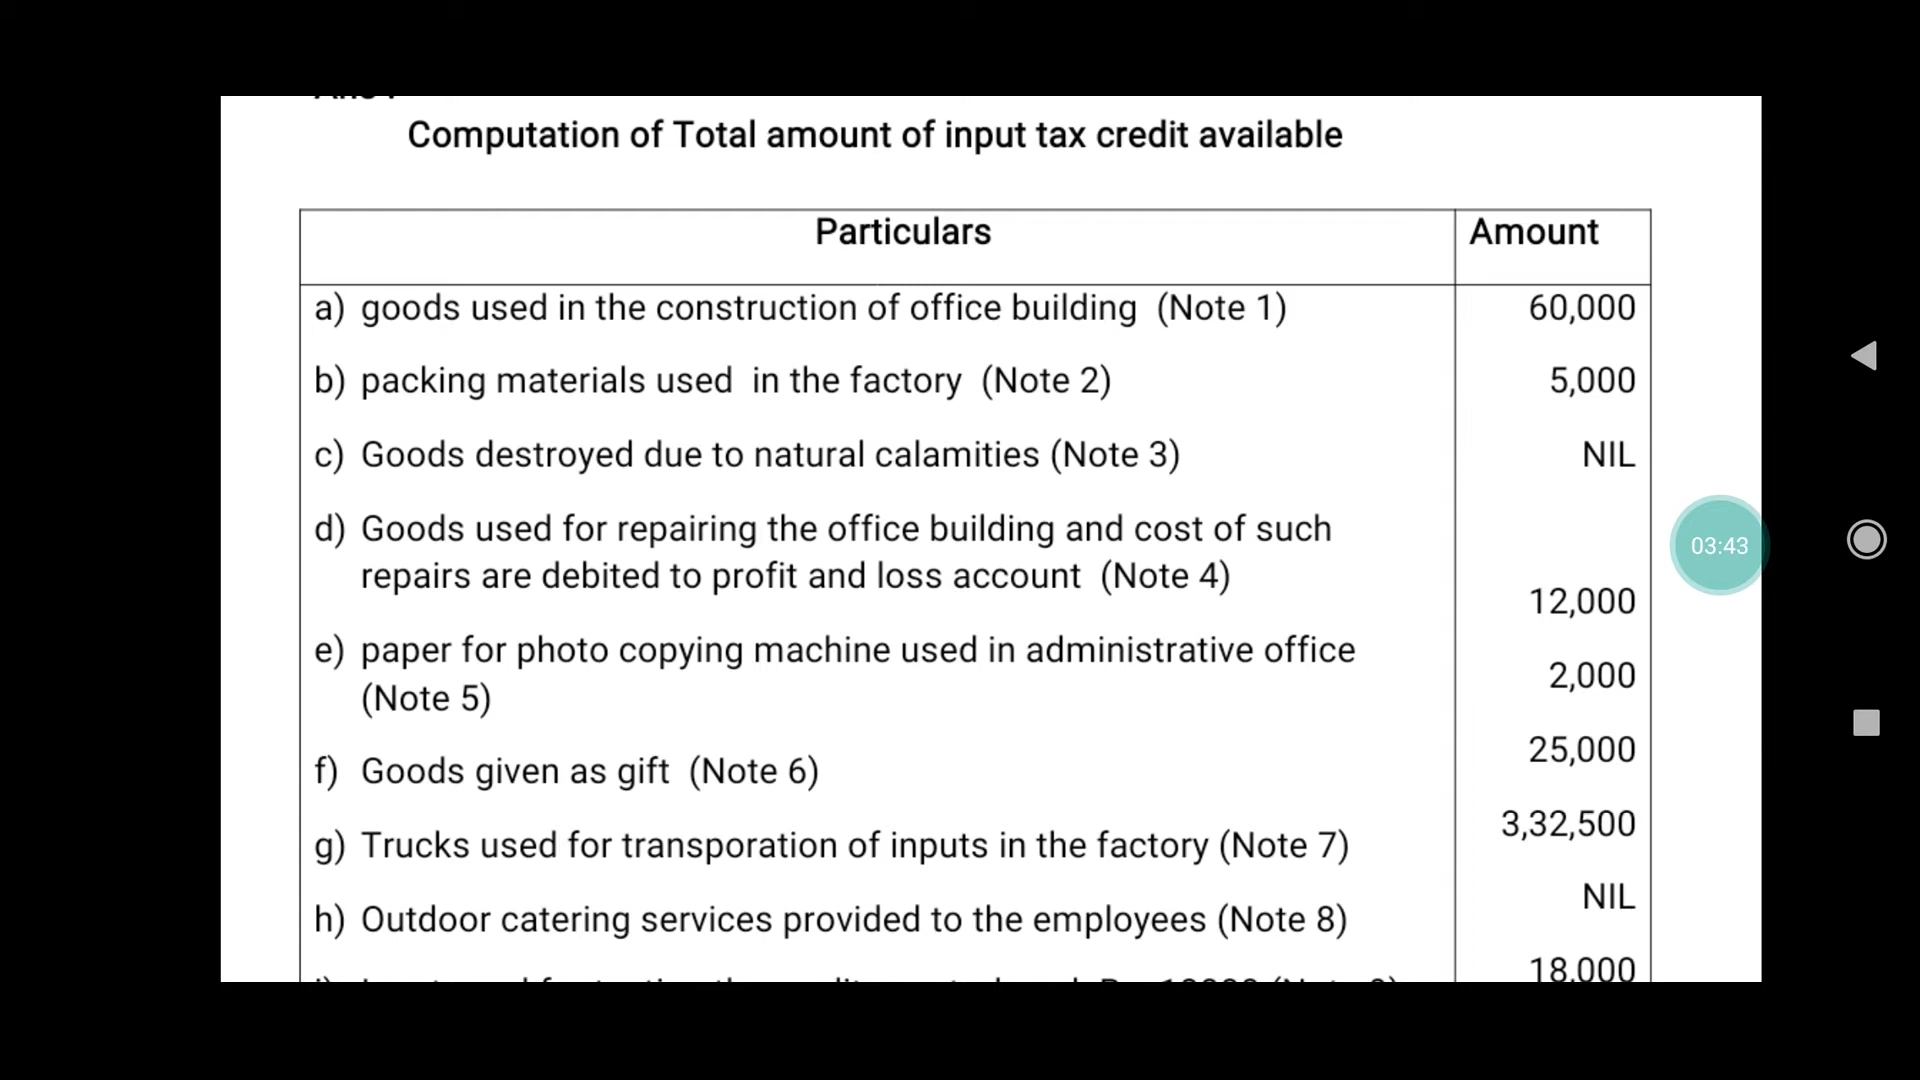 Computation of Total amount of input tax credit available
Particulars Amount
a) goods used in the construction of office building (Note 1) 60,000
b) packing materials used in the factory (Note 2) 5,000
c) Goods destroyed due to natural calamities (Note 3) NIL
d) Goods used for repairing the office building and cost of such
repairs are debited to profit and loss account (Note 4)
12,000
03:43
e) paper for photo copying machine used in administrative office
2,000
(Note 5)
25,000
f) Goods given as gift (Note 6)
3,32,500
g) Trucks used for transporation of inputs in the factory (Note 7)
NIL
h) Outdoor catering services provided to the employees (Note 8)
18,000